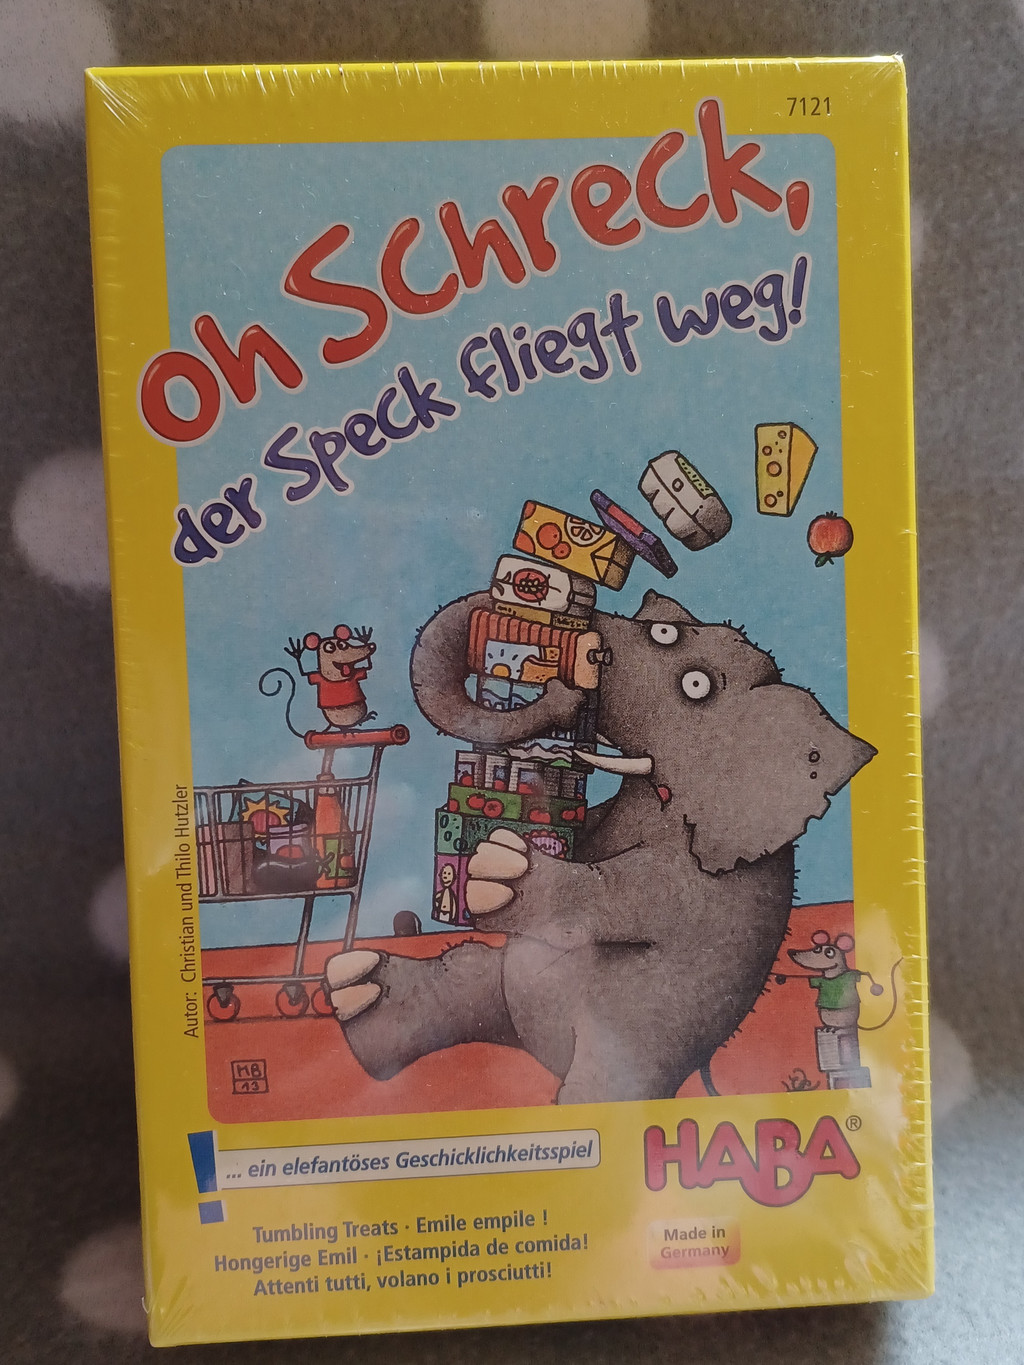 7121
Oh Schreck,
der Speck fliegt weg!
Autor: Christian und Thilo Hutzler
MB
13
... ein elefantöses Geschicklichkeitsspiel
HABA®
Tumbling Treats · Emile empile !
Hongerige Emil · ¡Estampida de comida!
Attenti tutti, volano i prosciutti!
Made in
Germany